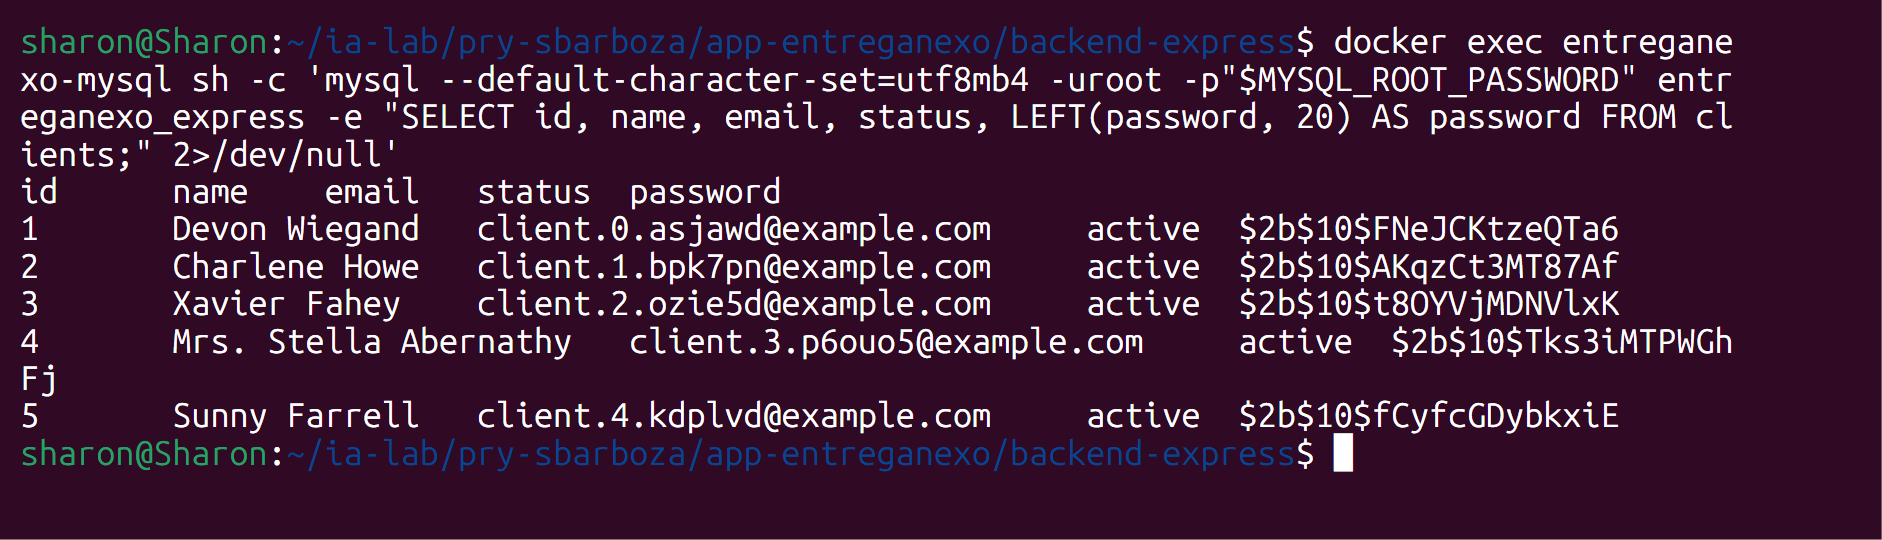 sharon@Sharon:~/ia-lab/pry-sbarboza/app-entreganexo/backend-express$ docker exec entregane
xo-mysql sh -c 'mysql --default-character-set=utf8mb4 -uroot -p"$MYSQL_ROOT_PASSWORD" entr
eganexo_express -e "SELECT id, name, email, status, LEFT(password, 20) AS password FROM cl
ients;" 2>/dev/null'
id      name    email   status  password
1       Devon Wiegand   client.0.asjawd@example.com     active  $2b$10$FNeJCKtzeQTa6
2       Charlene Howe   client.1.bpk7pn@example.com     active  $2b$10$AKqzCt3MT87Af
3       Xavier Fahey    client.2.ozie5d@example.com     active  $2b$10$t8OYVjMDNVlxK
4       Mrs. Stella Abernathy   client.3.p6ouo5@example.com     active  $2b$10$Tks3iMTPWGh
Fj
5       Sunny Farrell   client.4.kdplvd@example.com     active  $2b$10$fCyfcGDybkxiE
sharon@Sharon:~/ia-lab/pry-sbarboza/app-entreganexo/backend-express$